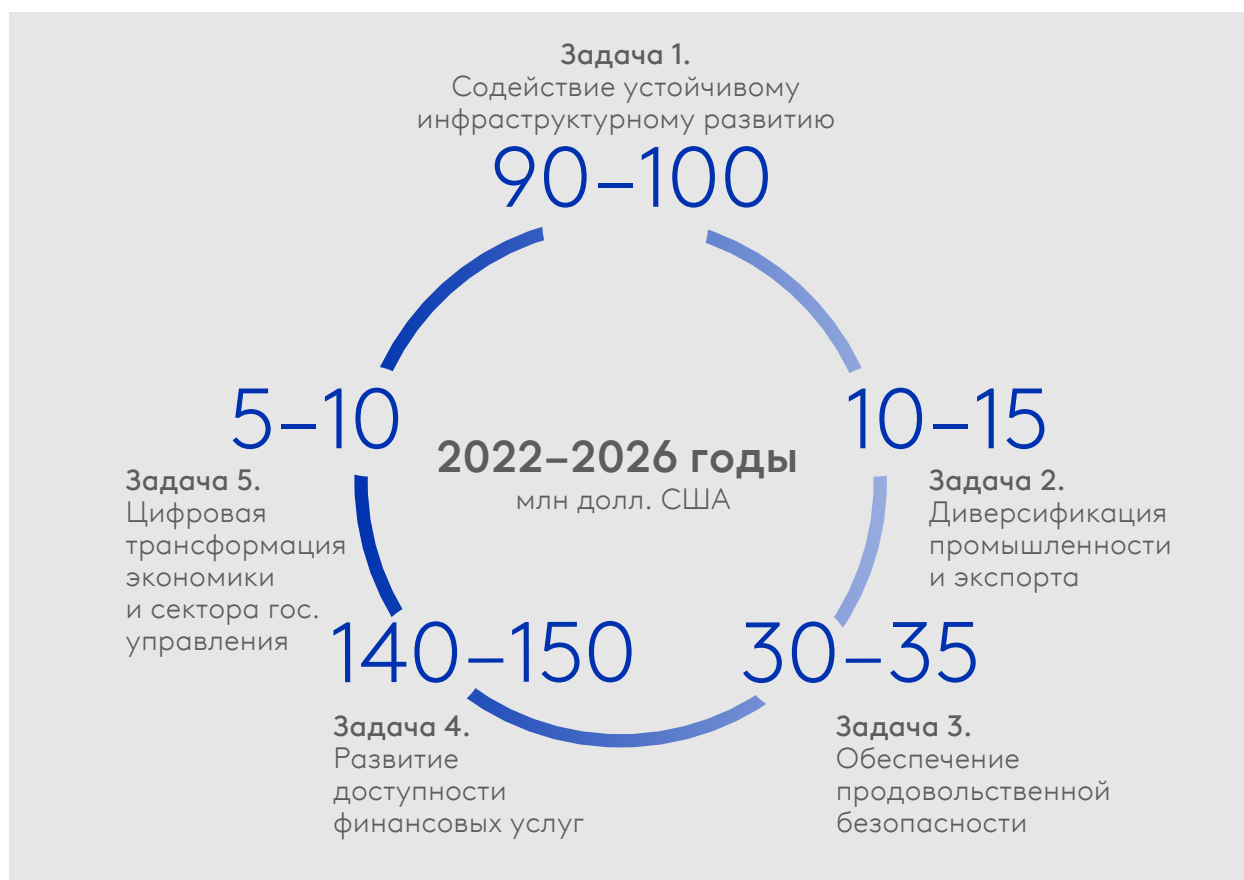 Задача 1.
Содействие устойчивому
инфраструктурному развитию
90–100
5–10
10–15
2022–2026 годы
млн долл. США
Задача 5.
Цифровая
трансформация
экономики
и сектора гос.
управления
Задача 2.
Диверсификация
промышленности
и экспорта
140–150
30–35
Задача 4.
Развитие
доступности
финансовых услуг
Задача 3.
Обеспечение
продовольственной
безопасности